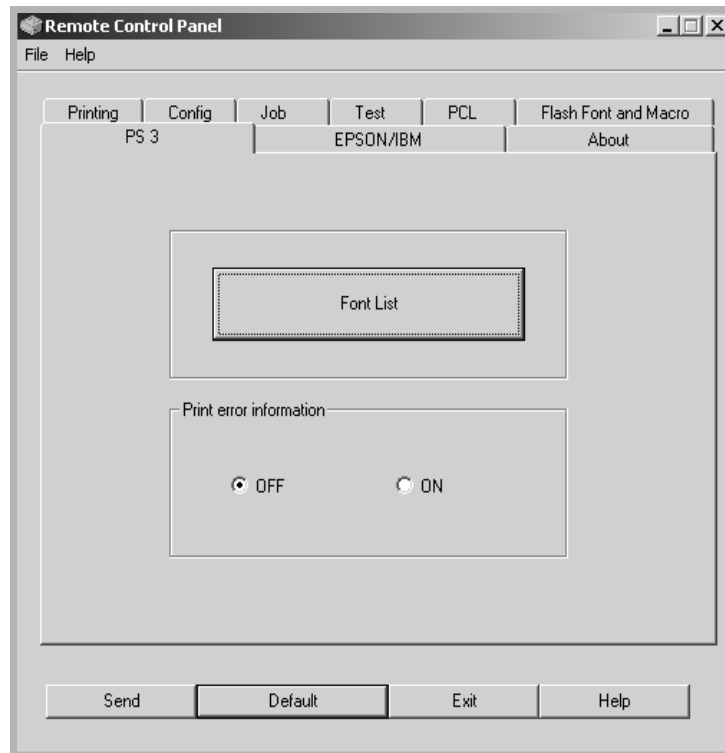 Remote Control Panel
File Help
Printing Config Job Test PCL Flash Font and Macro
PS 3 EPSON/IBM About
Font List
Print error information
OFF ON
Send Default Exit Help